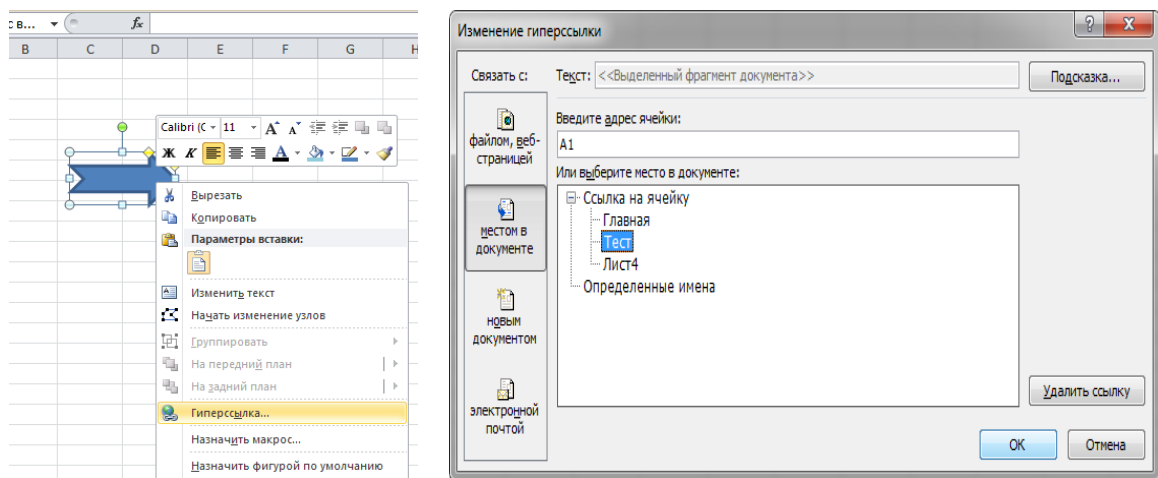 с в...
fx
B C D E F G H
Calibri (С 11 A A
Ж К А
Вырезать
Копировать
Параметры вставки:
Изменить текст
Начать изменение узлов
Группировать
На передний план
На задний план
Гиперссылка...
Назначить макрос...
Назначить фигурой по умолчанию
Изменение гиперссылки
Связать с:
Текст: <<Выделенный фрагмент документа>>
Подсказка...
файлом, веб-
страницей
местом в
документе
новым
документом
электронной
почтой
Введите адрес ячейки:
A1
Или выберите место в документе:
Ссылка на ячейку
Главная
Тест
Лист4
Определенные имена
Удалить ссылку
ОК
Отмена